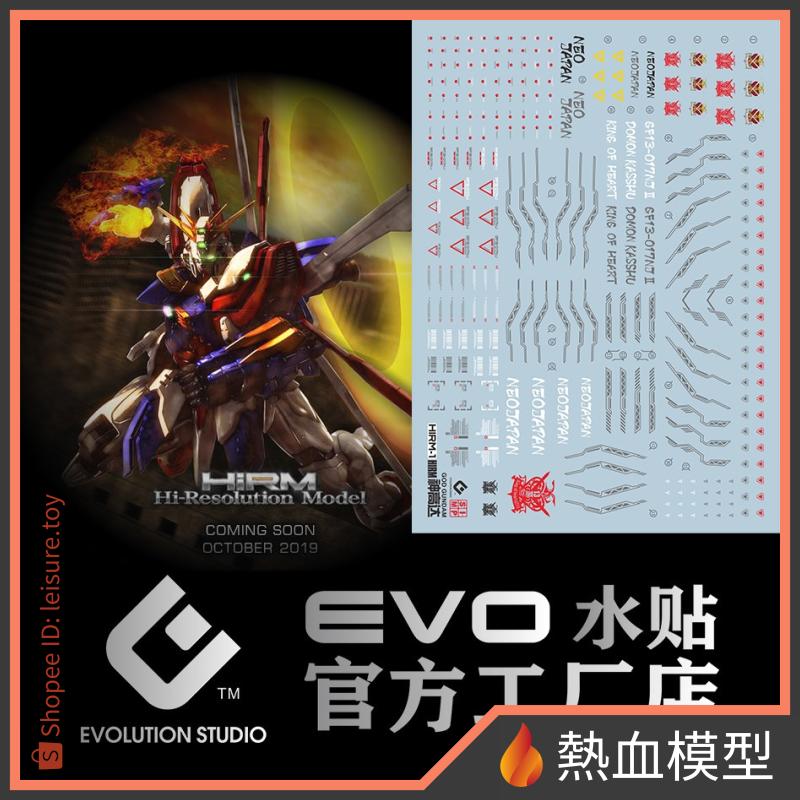 HiRM
Hi-Resolution Model
COMING SOON
OCTOBER 2019
NEO
JAPAN
NEO
JAPAN
NEOJAPAN
NEOJAPAN
GF13-017NJ II
GF13-017NJ II
DOMON KASSHU
DOMON KASSHU
KING OF HEART
KING OF HEART
NEOJAPAN
NEOJAPAN
NEOJAPAN
NEOJAPAN
HiRM-1
GOD GUNDAM
Shopee ID: leisure.toy
TM
EVOLUTION STUDIO
EVO 水贴
官方工厂店
熱血模型